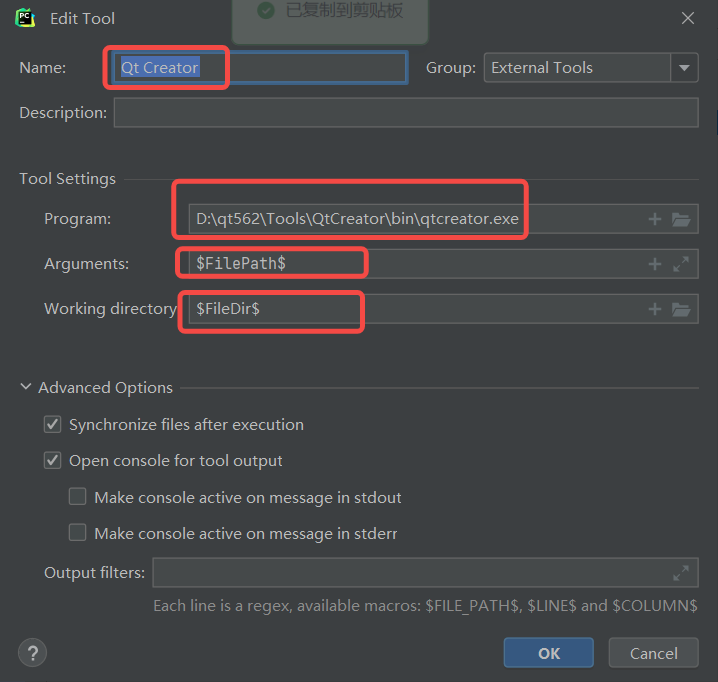 Edit Tool
已复制到剪贴板
Name: Qt Creator Group: External Tools
Description:
Tool Settings
Program: D:\qt562\Tools\QtCreator\bin\qtcreator.exe
Arguments: $FilePath$
Working directory $FileDir$
Advanced Options
Synchronize files after execution
Open console for tool output
Make console active on message in stdout
Make console active on message in stderr
Output filters:
Each line is a regex, available macros: $FILE_PATH$, $LINE$ and $COLUMN$
? OK Cancel